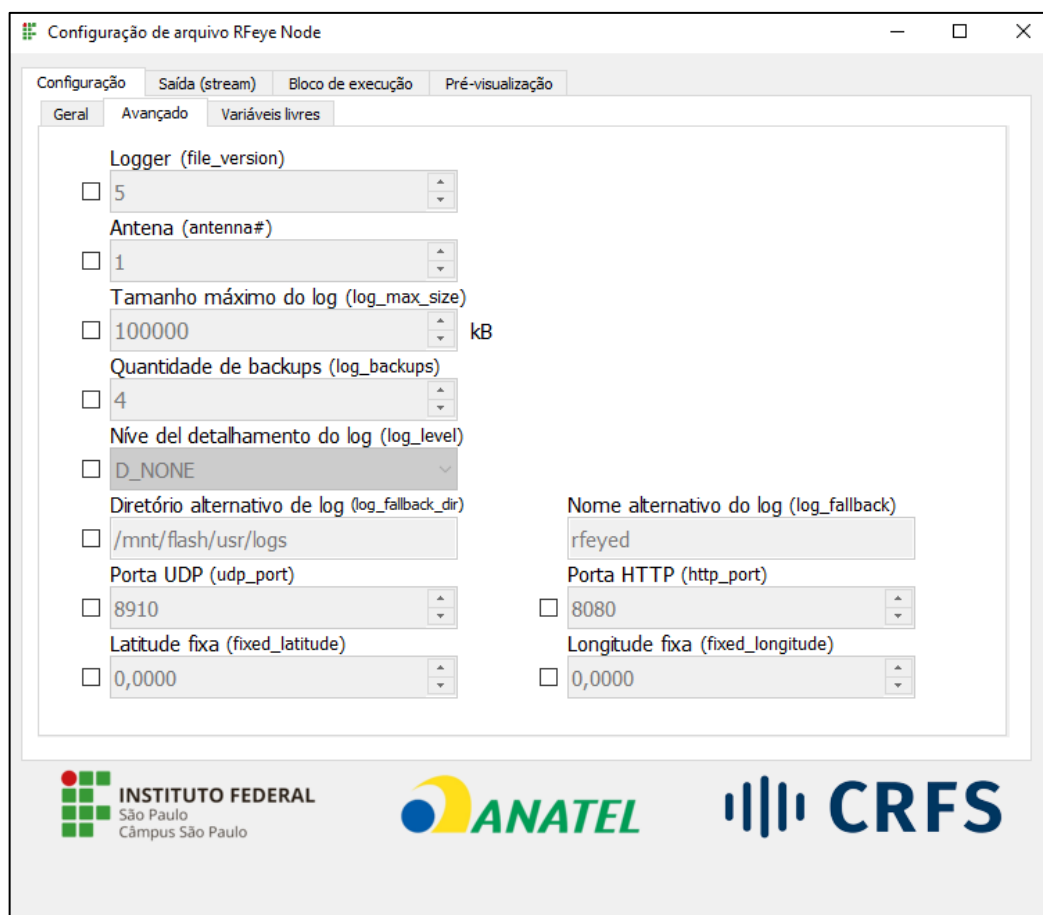 Configuração de arquivo RFeye Node
Configuração Saída (stream) Bloco de execução Pré-visualização
Geral Avançado Variáveis livres
Logger (file_version)
5
Antena (antenna#)
1
Tamanho máximo do log (log_max_size)
100000 kB
Quantidade de backups (log_backups)
4
Níve del detalhamento do log (log_level)
D_NONE
Diretório alternativo de log (log_fallback_dir) Nome alternativo do log (log_fallback)
/mnt/flash/usr/logs rfeyed
Porta UDP (udp_port) Porta HTTP (http_port)
8910 8080
Latitude fixa (fixed_latitude) Longitude fixa (fixed_longitude)
0,0000 0,0000
INSTITUTO FEDERAL
São Paulo
Câmpus São Paulo
ANATEL
CRFS